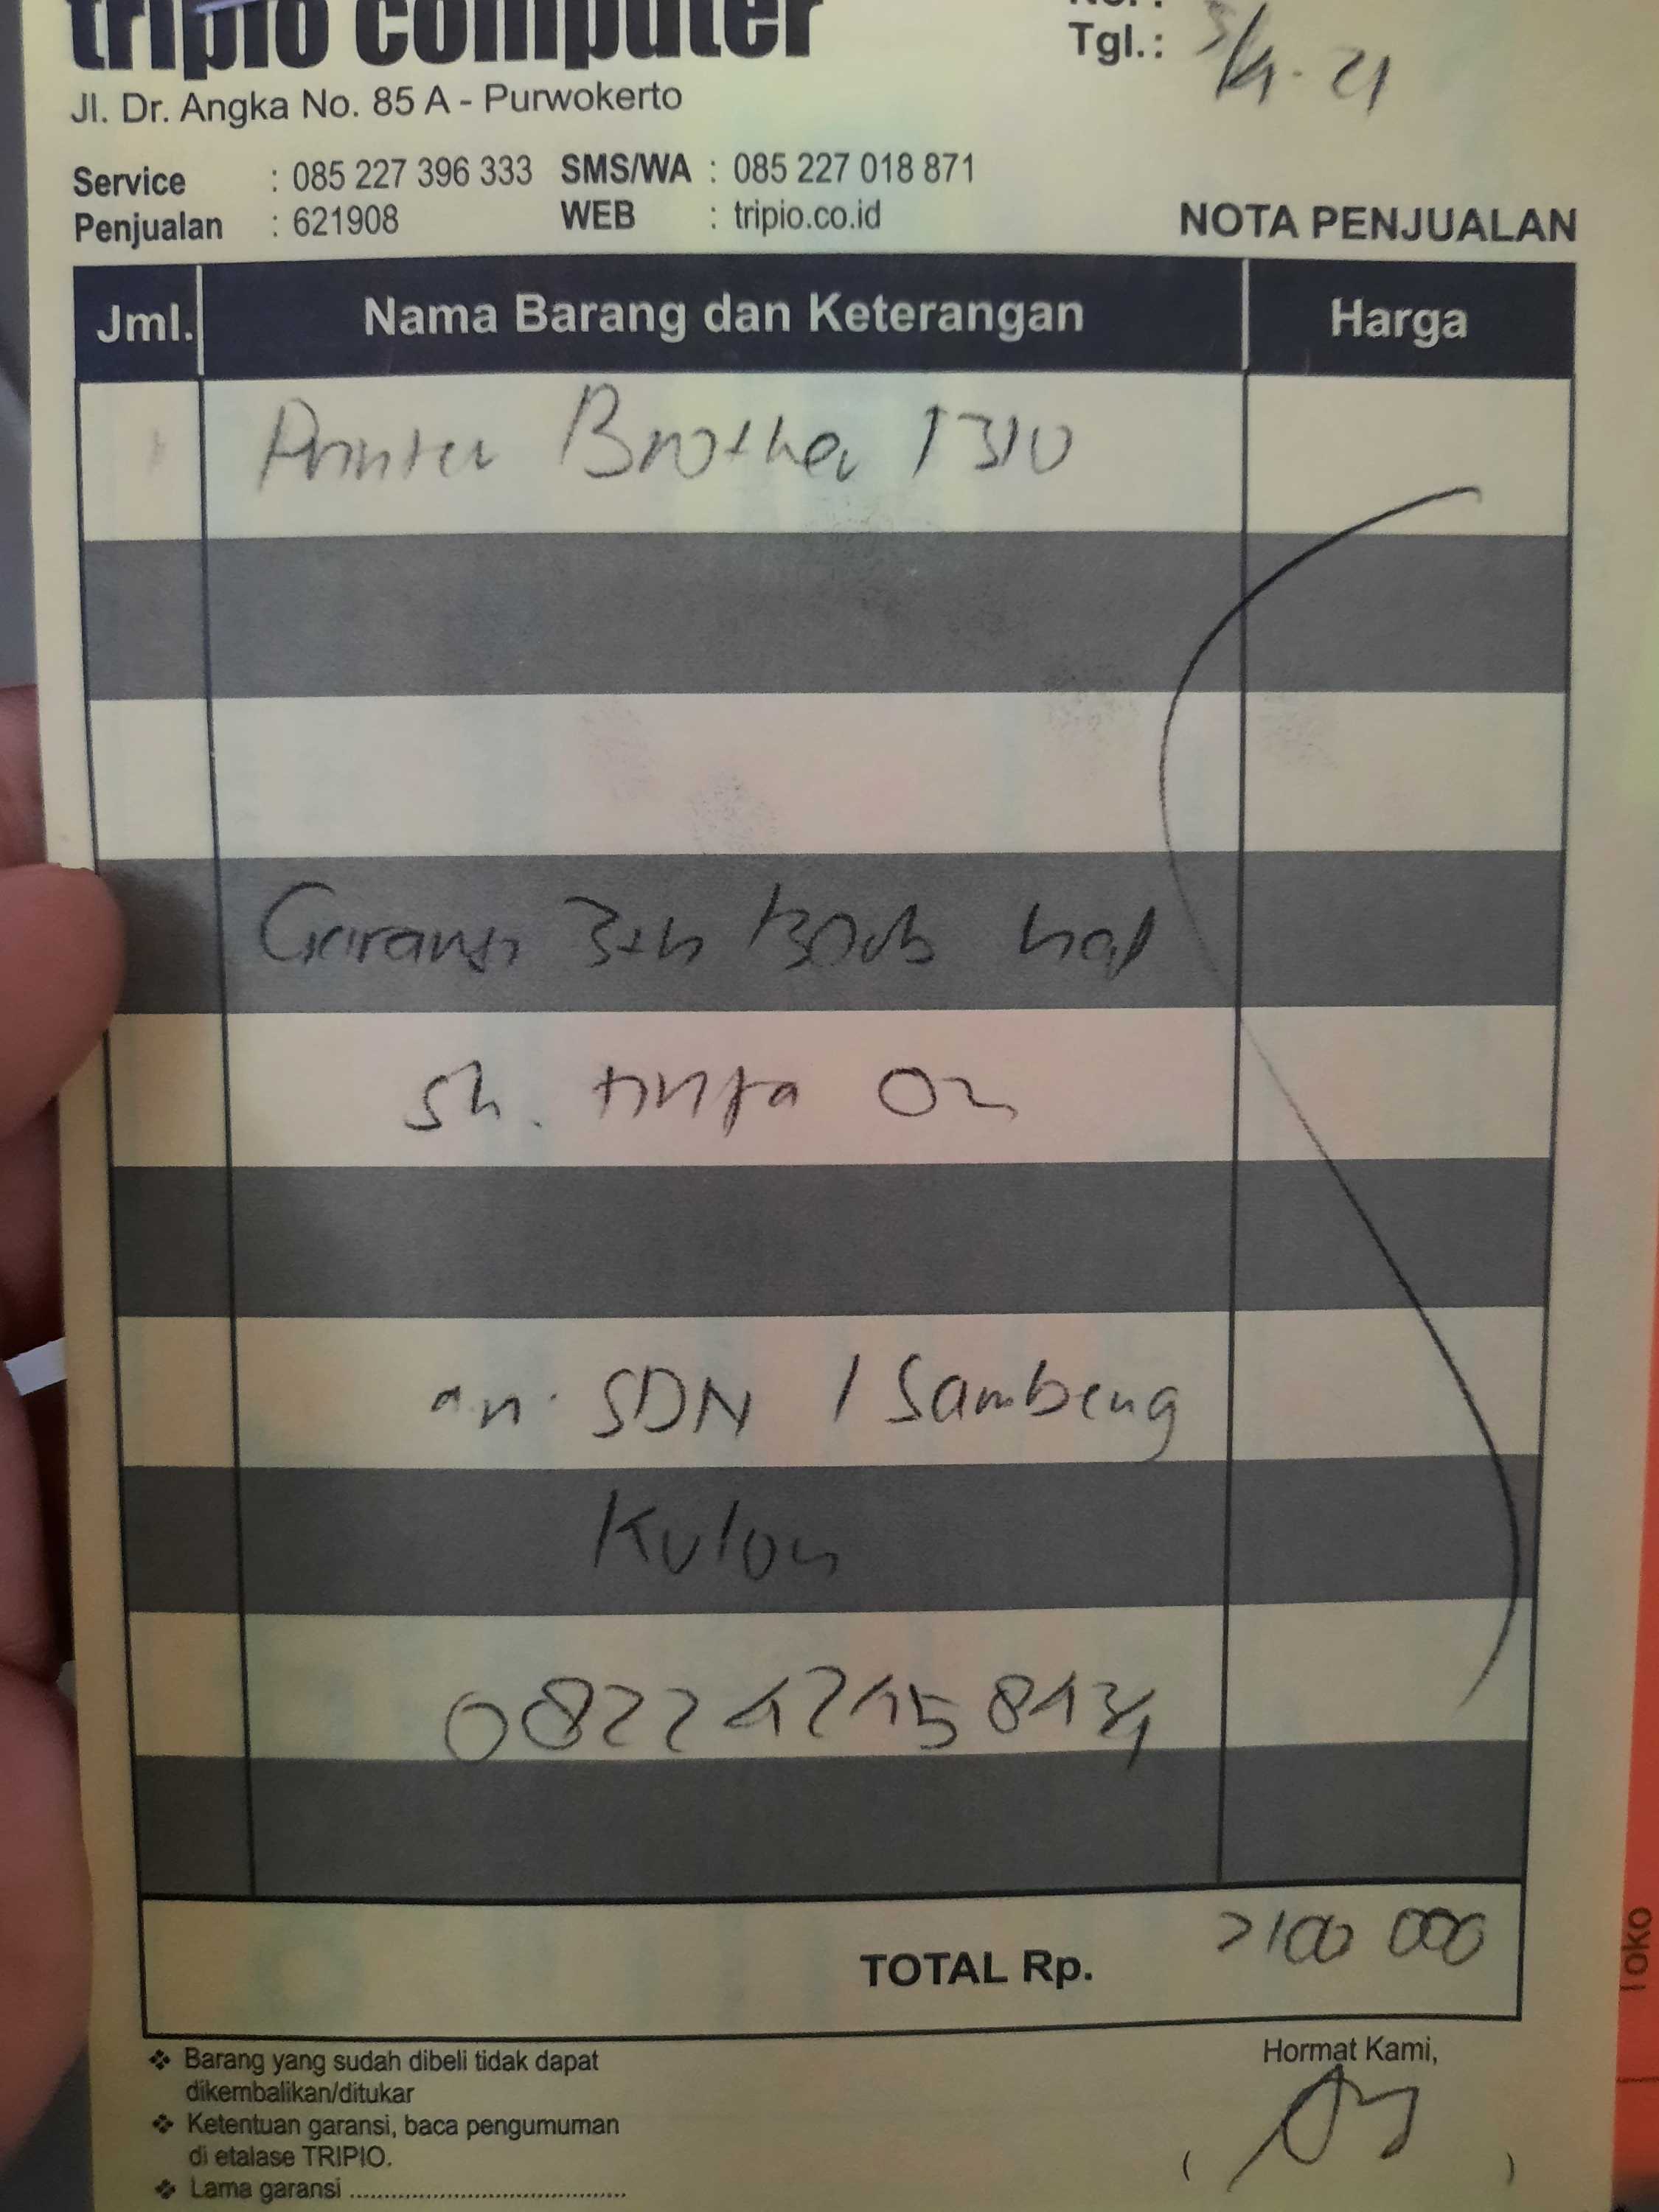 tripio computer
No. :
Tgl.: 5/4-21
Jl. Dr. Angka No. 85 A - Purwokerto
Service : 085 227 396 333 SMS/WA : 085 227 018 871
Penjualan : 621908 WEB : tripio.co.id
NOTA PENJUALAN
Jml. Nama Barang dan Keterangan Harga
1 Printer Brother T310
Garansi 3th /30rb hal
sh. tinta Ori
an. SDN 1 Sambeng
Kulon
TOTAL Rp. 2100 000
❖ Barang yang sudah dibeli tidak dapat
dikembalikan/ditukar
❖ Ketentuan garansi, baca pengumuman
di etalase TRIPIO.
❖ Lama garansi ..........................................
Hormat Kami,
( )
Toko